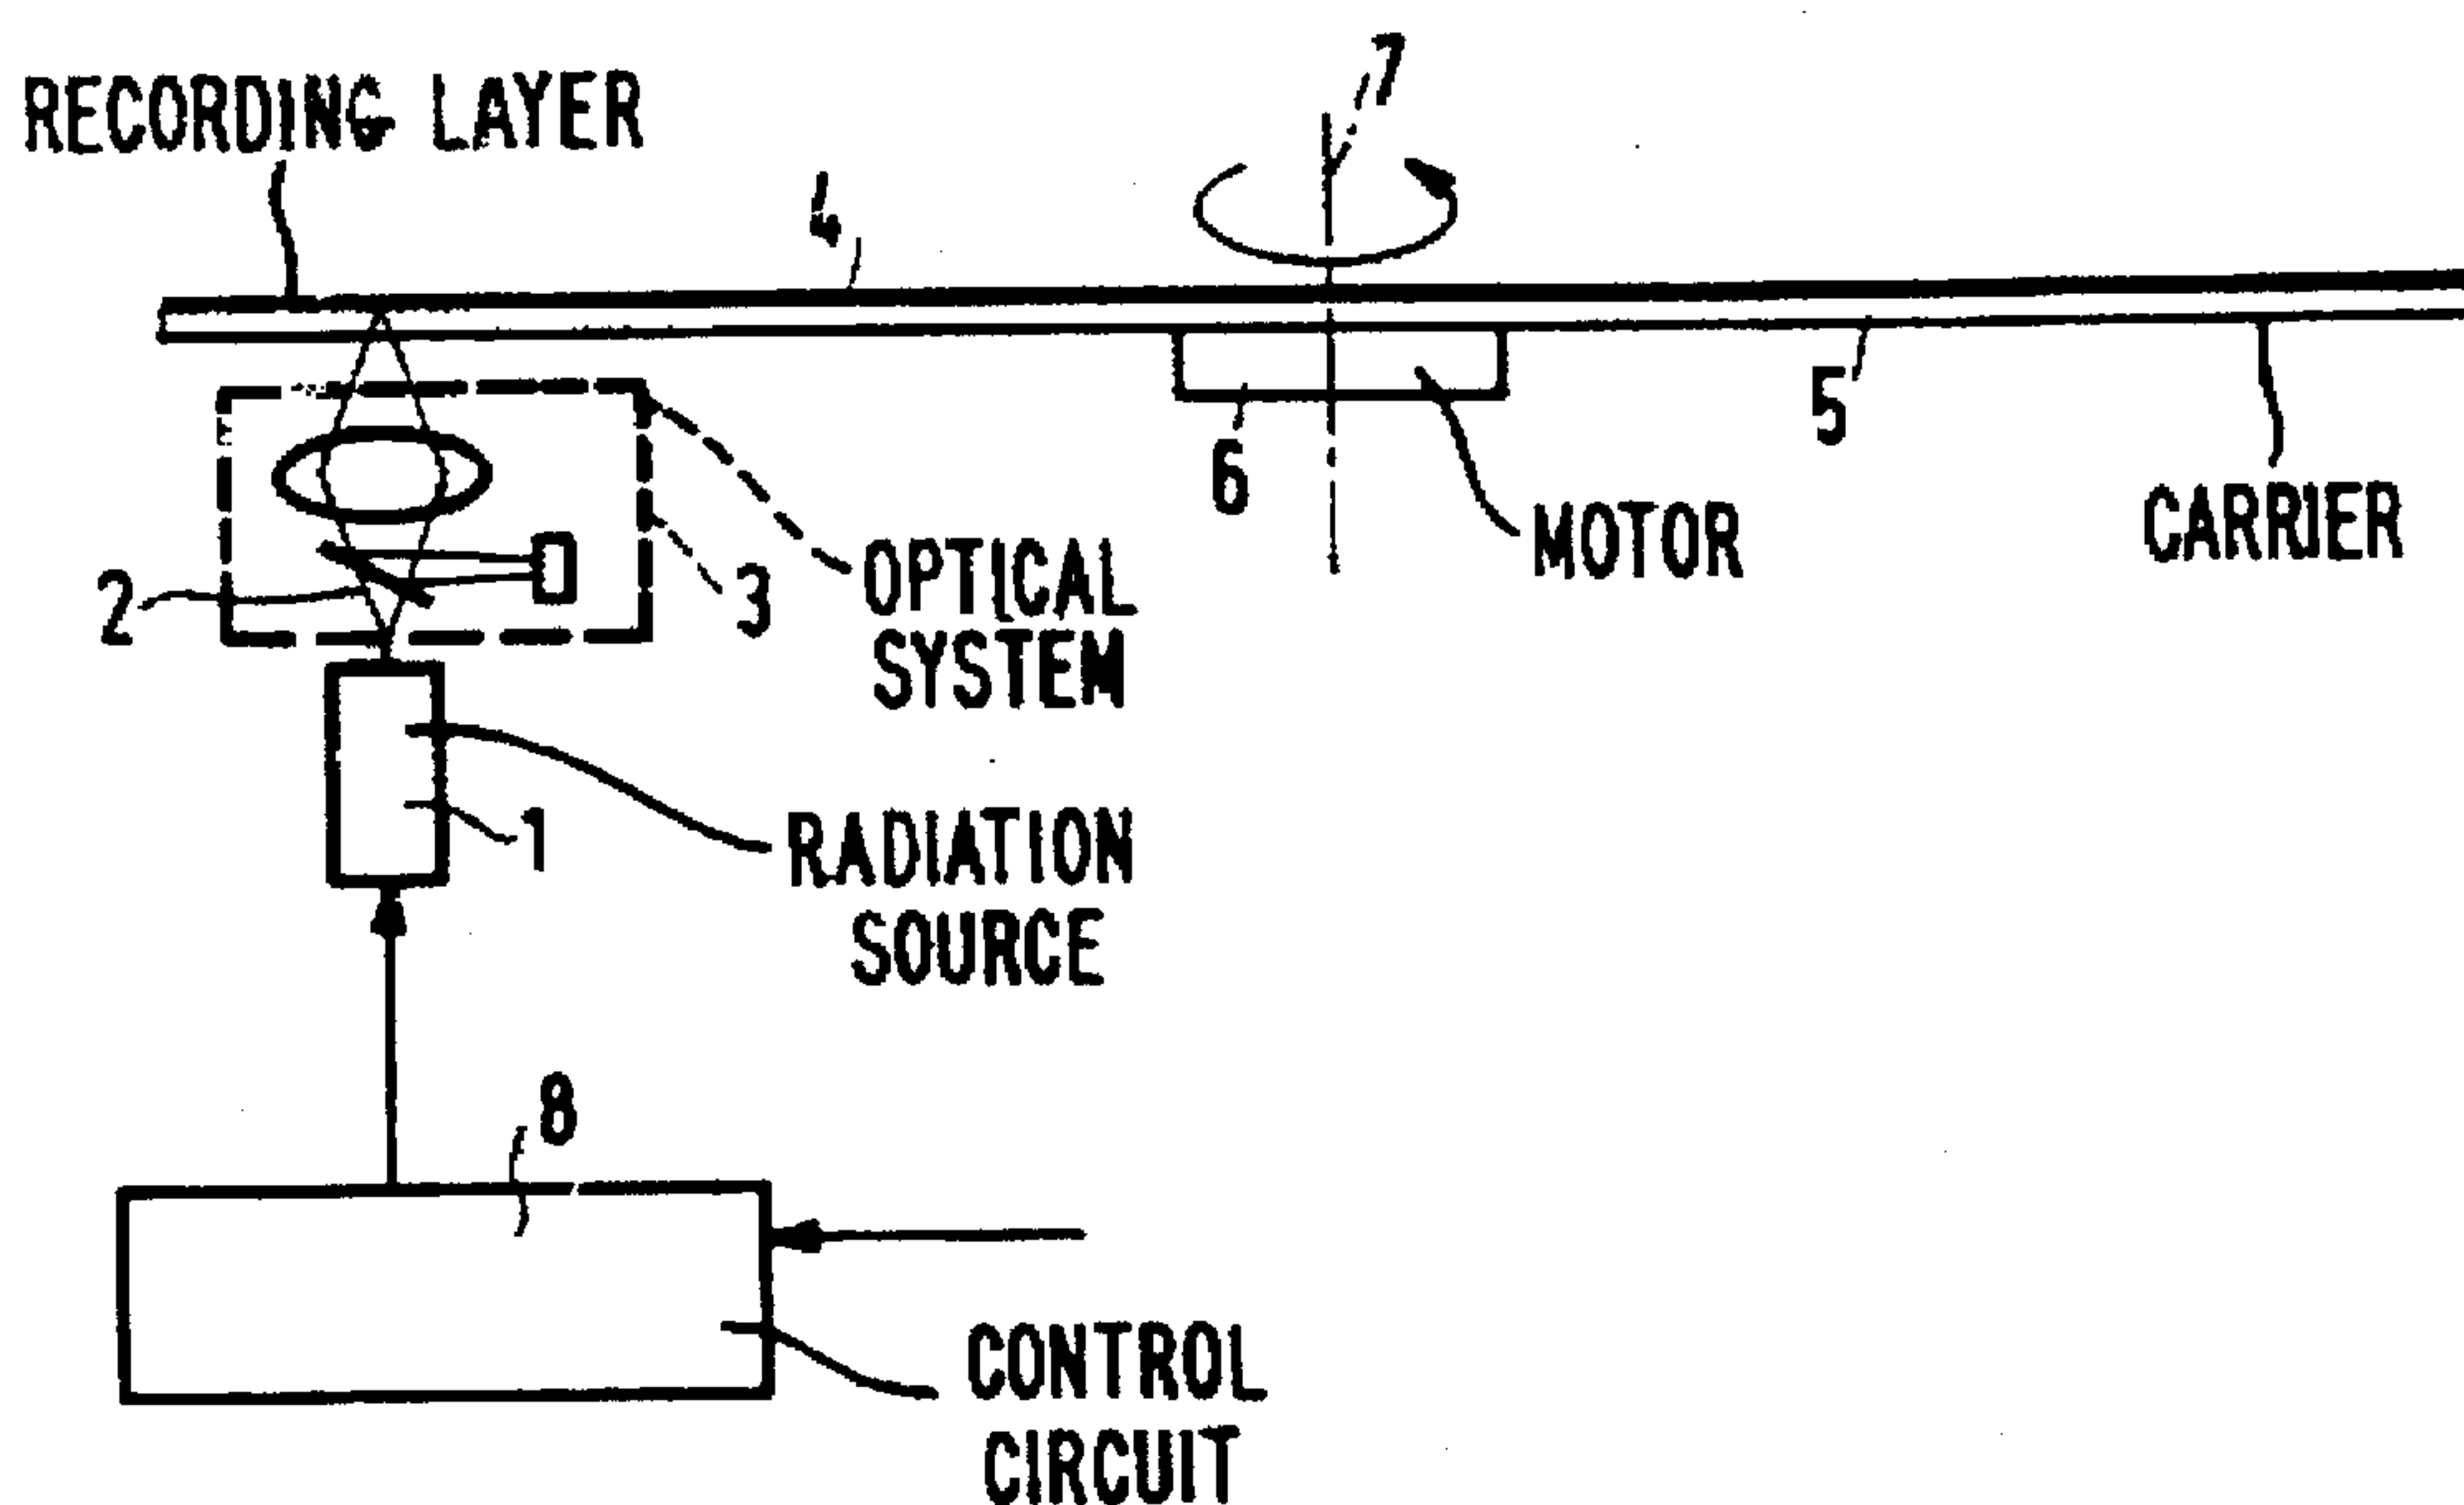 7
RECORDING LAYER
4
5
6
MOTOR
CARRIER
2
3
OPTICAL
SYSTEM
1
RADIATION
SOURCE
8
CONTROL
CIRCUIT